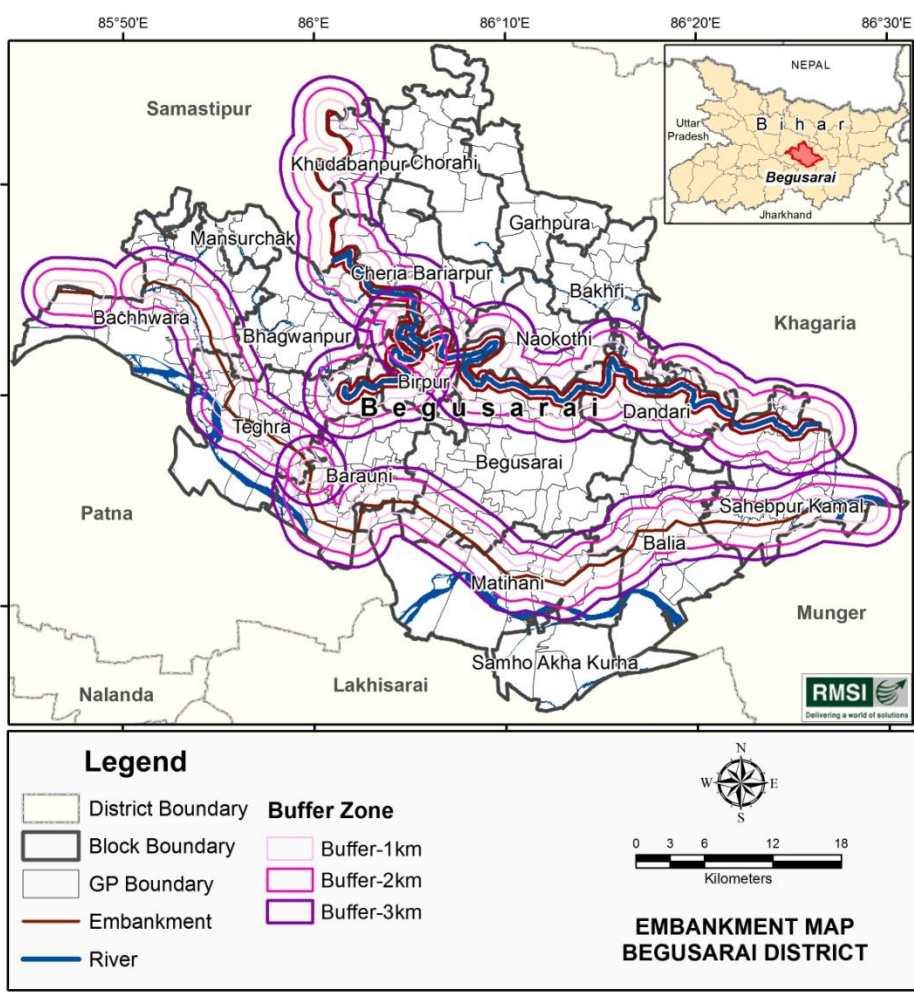 85°50'E 86°E 86°10'E 86°20'E 86°30'E
NEPAL
Uttar
Pradesh
Bihar
Begusarai
Jharkhand
Samastipur
Khudabanpur
Chorahi
Garhpura
Mansurchak
Cheria Bariarpur
Bakhri
Bachhwara
Bhagwanpur
Naokothi
Khagaria
Birpur
Begusarai
Dandari
Teghra
Begusarai
Barauni
Sahebpur Kamal
Patna
Balia
Matihani
Munger
Samho Akha Kurha
Lakhisarai
Nalanda
RMSI
Delivering a world of solutions
Legend
District Boundary
Block Boundary
GP Boundary
Embankment
River
Buffer Zone
Buffer-1km
Buffer-2km
Buffer-3km
N
W E
S
0 3 6 12 18
Kilometers
EMBANKMENT MAP
BEGUSARAI DISTRICT